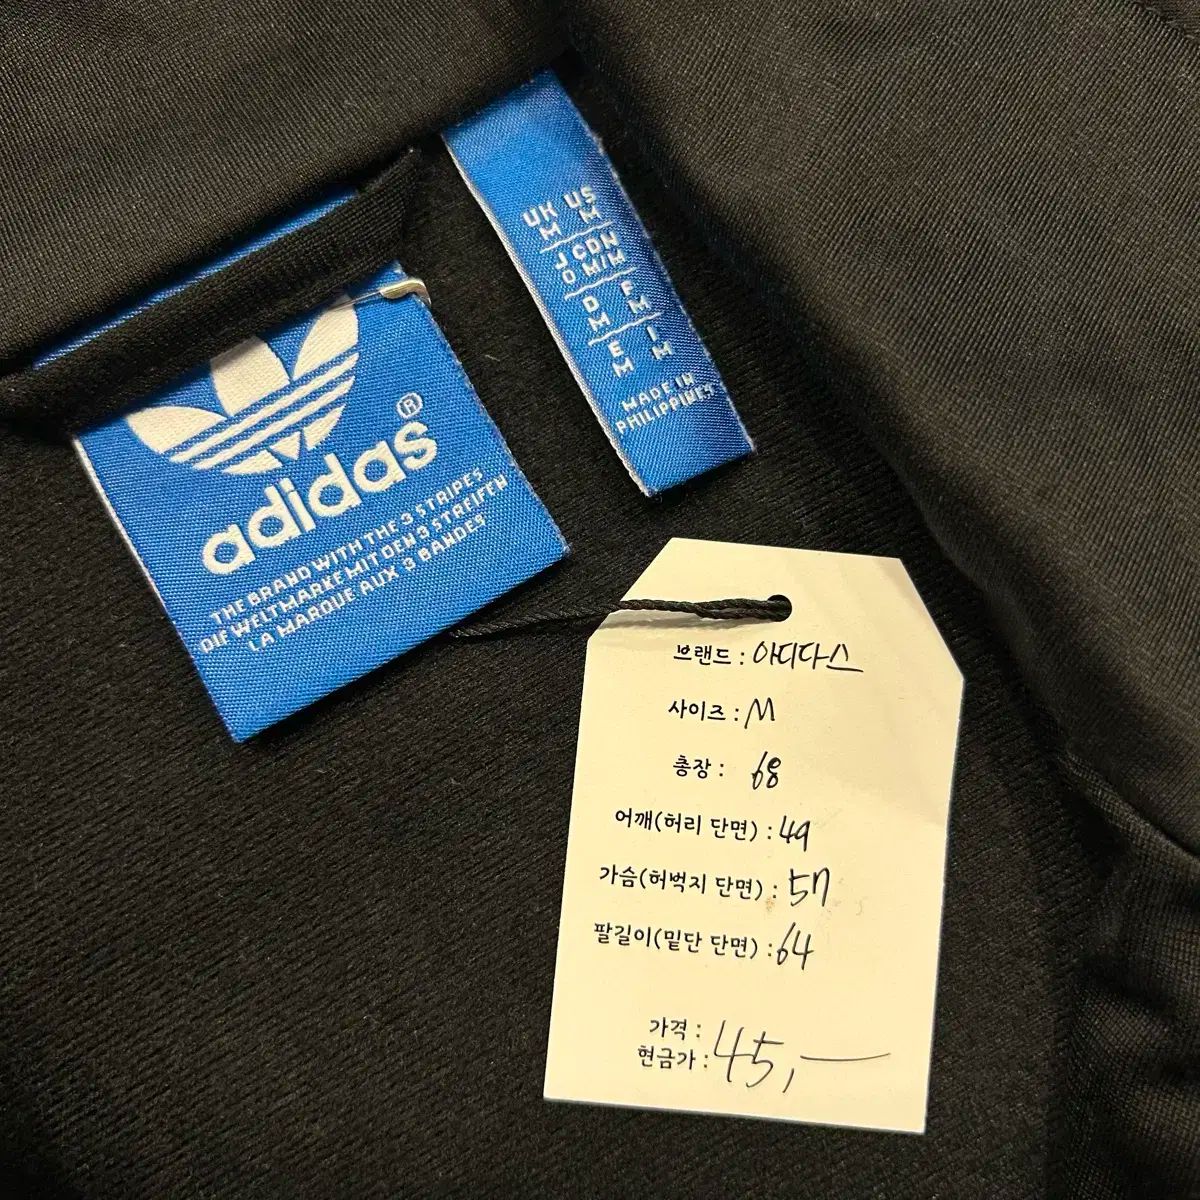 UK US
M M
J CDN
O M/M
D F
M M
E I
M M
MADE IN
PHILIPPINES
adidas®
THE BRAND WITH THE 3 STRIPES
DIE WELTMARKE MIT DEN 3 STREIFEN
LA MARQUE AUX 3 BANDES
브랜드 : 아디다스
사이즈 : M
총장 : 68
어깨(허리 단면) : 49
가슴(허벅지 단면) : 57
팔길이(밑단 단면) : 64
가격 :
현금가 : 45,—